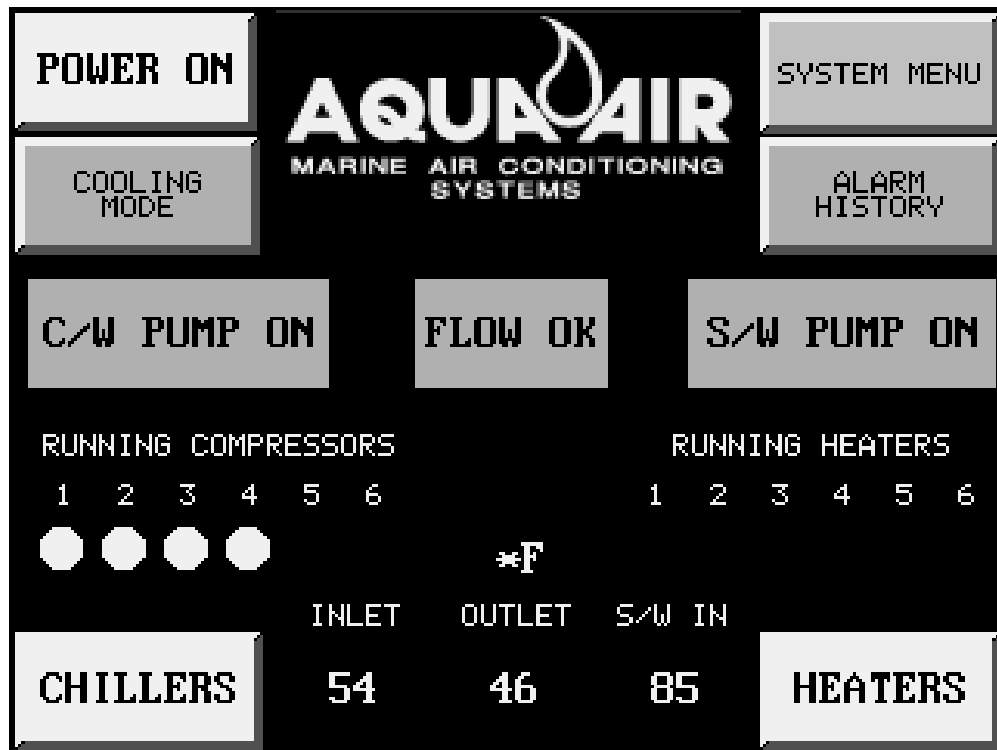 POWER ON
AQUA AIR
MARINE AIR CONDITIONING
SYSTEMS
SYSTEM MENU
COOLING
MODE
ALARM
HISTORY
C/W PUMP ON
FLOW OK
S/W PUMP ON
RUNNING COMPRESSORS
RUNNING HEATERS
1 2 3 4 5 6
1 2 3 4 5 6
*F
INLET OUTLET S/W IN
CHILLERS
54 46 85
HEATERS